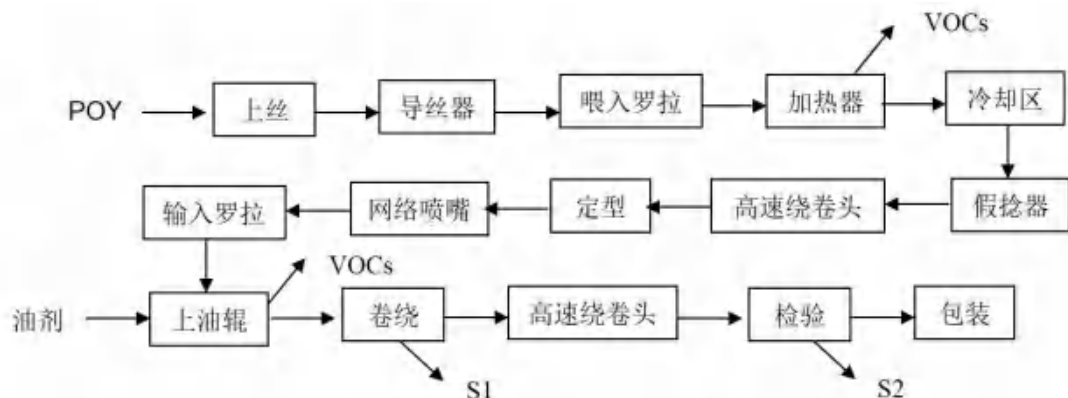 VOCs
POY 上丝 导丝器 喂入罗拉 加热器 冷却区
输入罗拉 网络喷嘴 定型 高速绕卷头 假捻器
VOCs
油剂 上油辊 卷绕 高速绕卷头 检验 包装
S1 S2